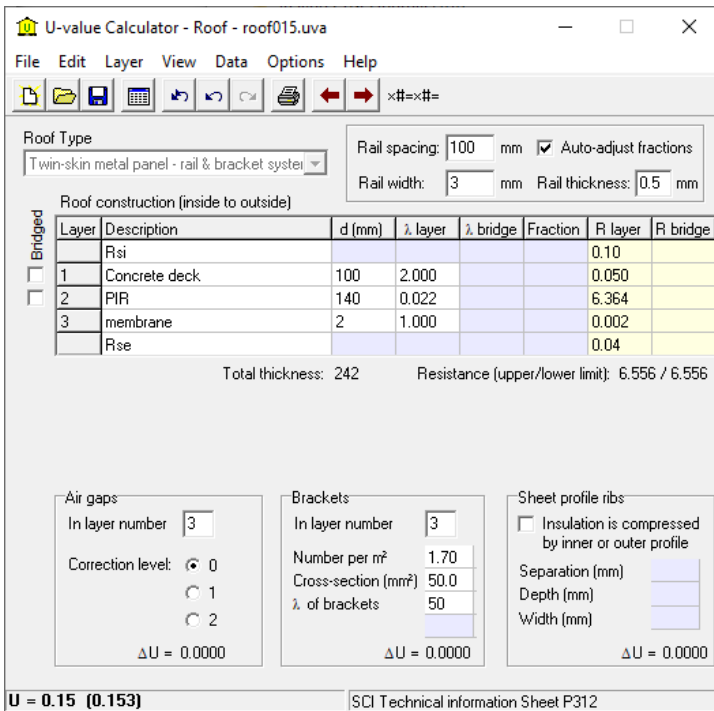 U-value Calculator - Roof - roof015.uva
File Edit Layer View Data Options Help
×#=×#=
Roof Type
Twin-skin metal panel - rail & bracket syster
Rail spacing: 100 mm Auto-adjust fractions
Rail width: 3 mm Rail thickness: 0.5 mm
Roof construction (inside to outside)
Bridged
Layer Description d (mm) λ layer λ bridge Fraction R layer R bridge
Rsi 0.10
1 Concrete deck 100 2.000 0.050
2 PIR 140 0.022 6.364
3 membrane 2 1.000 0.002
Rse 0.04
Total thickness: 242 Resistance (upper/lower limit): 6.556 / 6.556
Air gaps
In layer number 3
Correction level: 0
1
2
ΔU = 0.0000
Brackets
In layer number 3
Number per m² 1.70
Cross-section (mm²) 50.0
λ of brackets 50
ΔU = 0.0000
Sheet profile ribs
Insulation is compressed
by inner or outer profile
Separation (mm)
Depth (mm)
Width (mm)
ΔU = 0.0000
U = 0.15 (0.153) SCI Technical information Sheet P312